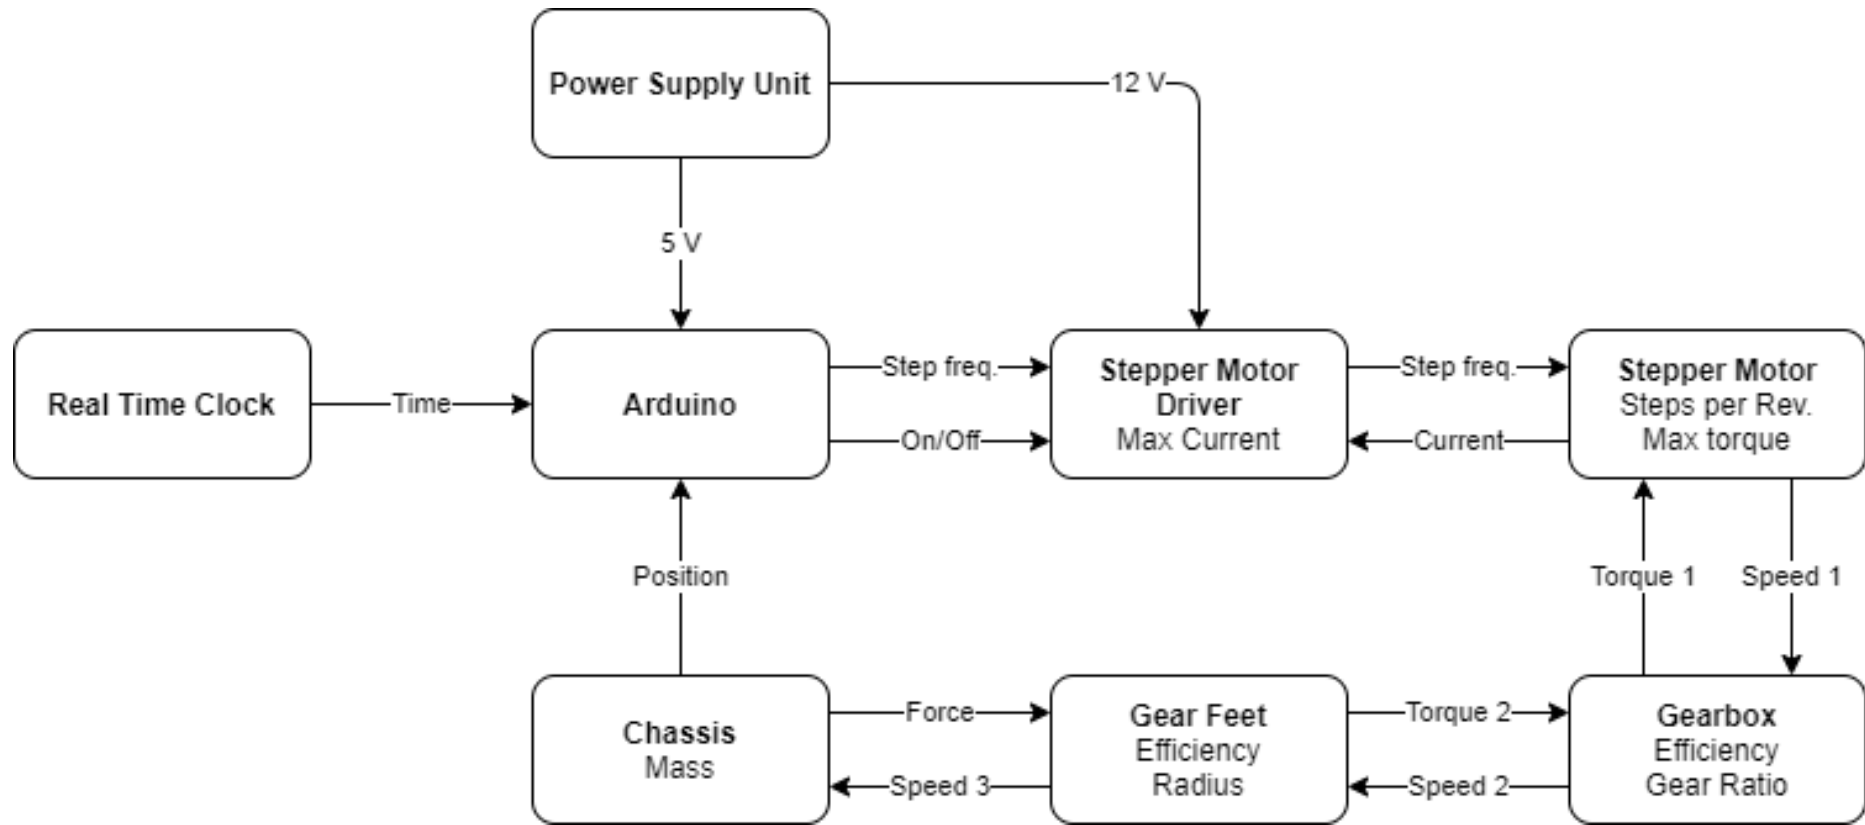 Power Supply Unit
12 V
5 V
Real Time Clock
Time
Arduino
Step freq.
On/Off
Stepper Motor
Driver
Max Current
Step freq.
Current
Stepper Motor
Steps per Rev.
Max torque
Position
Torque 1
Speed 1
Chassis
Mass
Force
Speed 3
Gear Feet
Efficiency
Radius
Torque 2
Speed 2
Gearbox
Efficiency
Gear Ratio